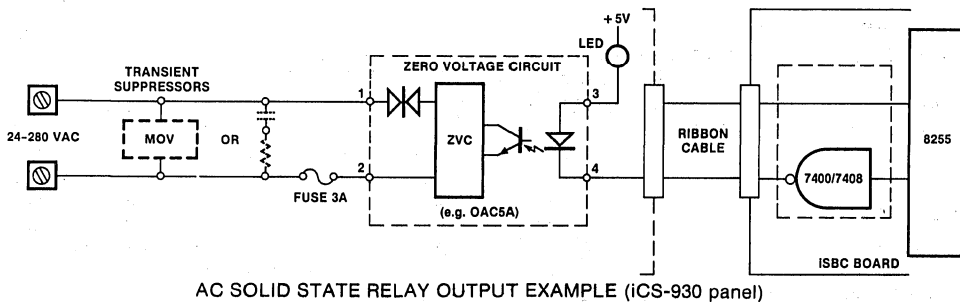 +5V
LED
ZERO VOLTAGE CIRCUIT
TRANSIENT
SUPPRESSORS
1
3
24-280 VAC
MOV
OR
ZVC
RIBBON
CABLE
8255
2
4
7400/7408
FUSE 3A
(e.g. OAC5A)
iSBC BOARD
AC SOLID STATE RELAY OUTPUT EXAMPLE (iCS-930 panel)